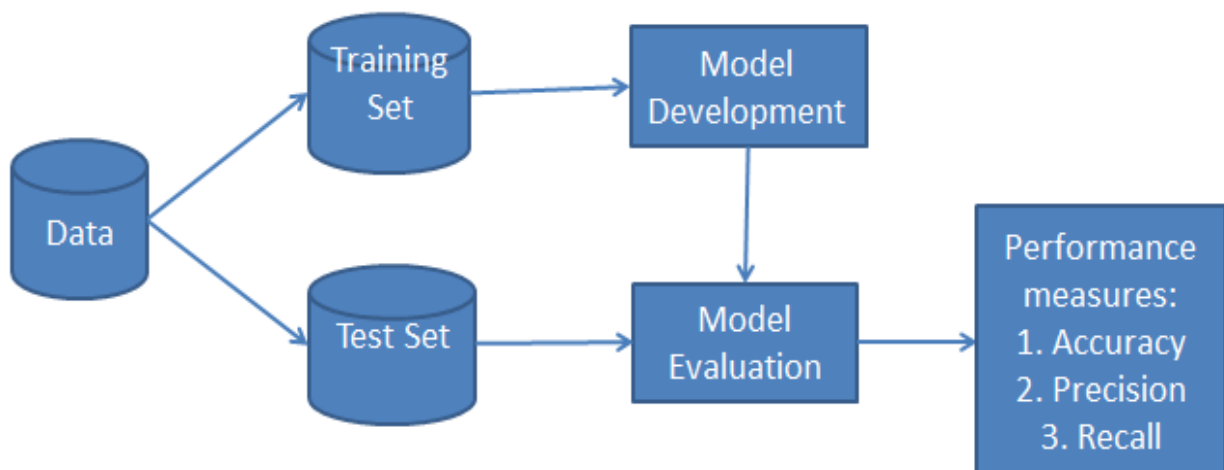 Data
Training
Set
Test Set
Model
Development
Model
Evaluation
Performance
measures:
1. Accuracy
2. Precision
3. Recall